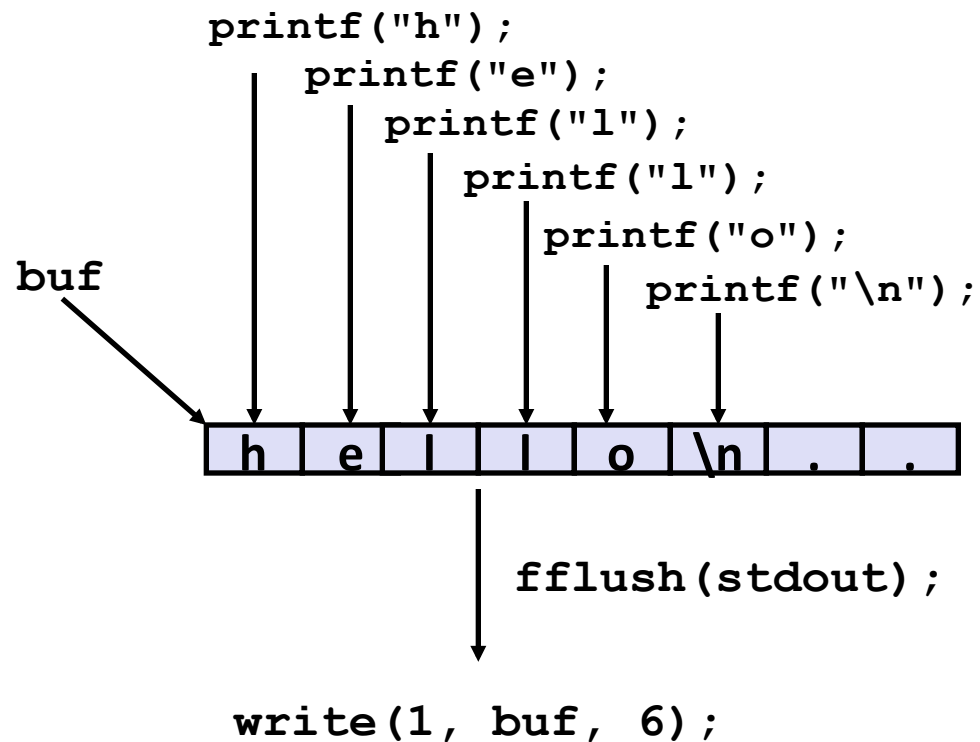 printf("h");
printf("e");
printf("l");
printf("l");
printf("o");
buf
printf("\n");
h e l l o \n . .
fflush(stdout);
write(1, buf, 6);